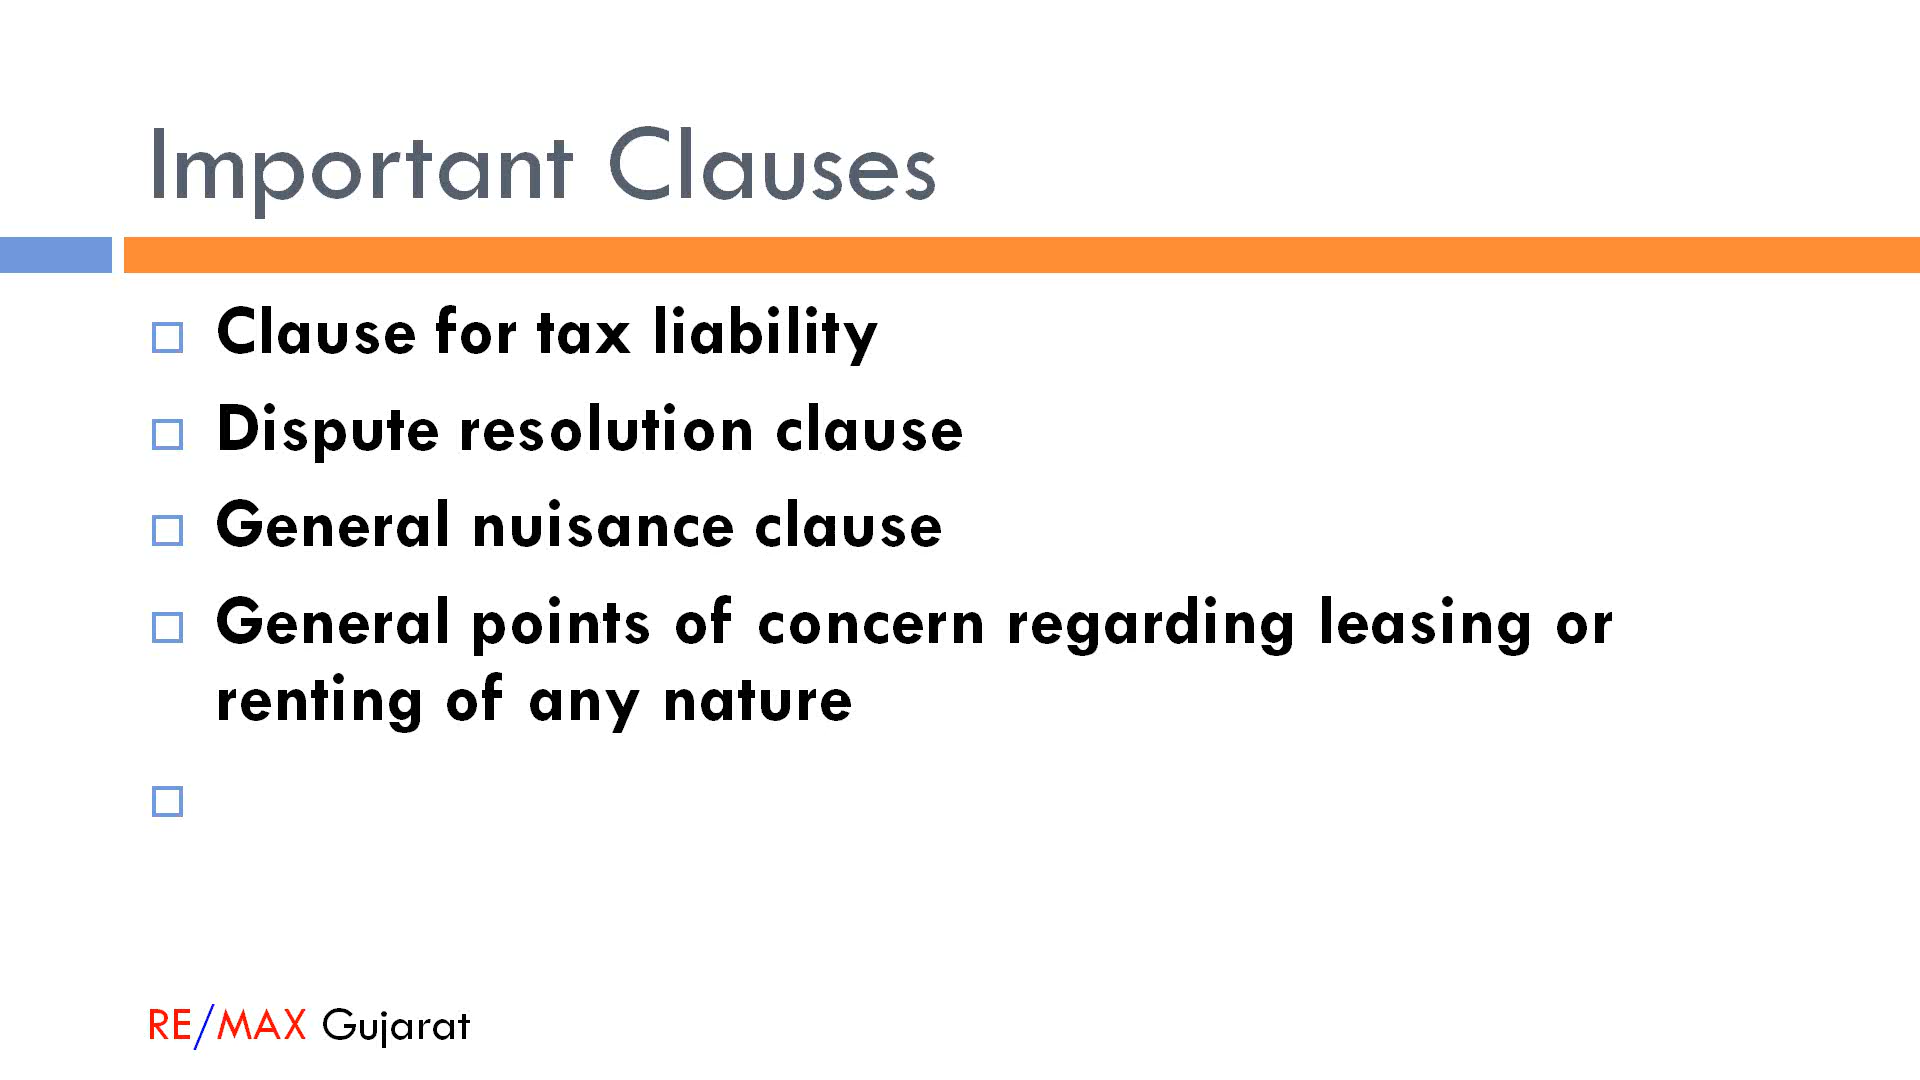 Important Clauses
Clause for tax liability
Dispute resolution clause
General nuisance clause
General points of concern regarding leasing or
renting of any nature
RE/MAX Gujarat